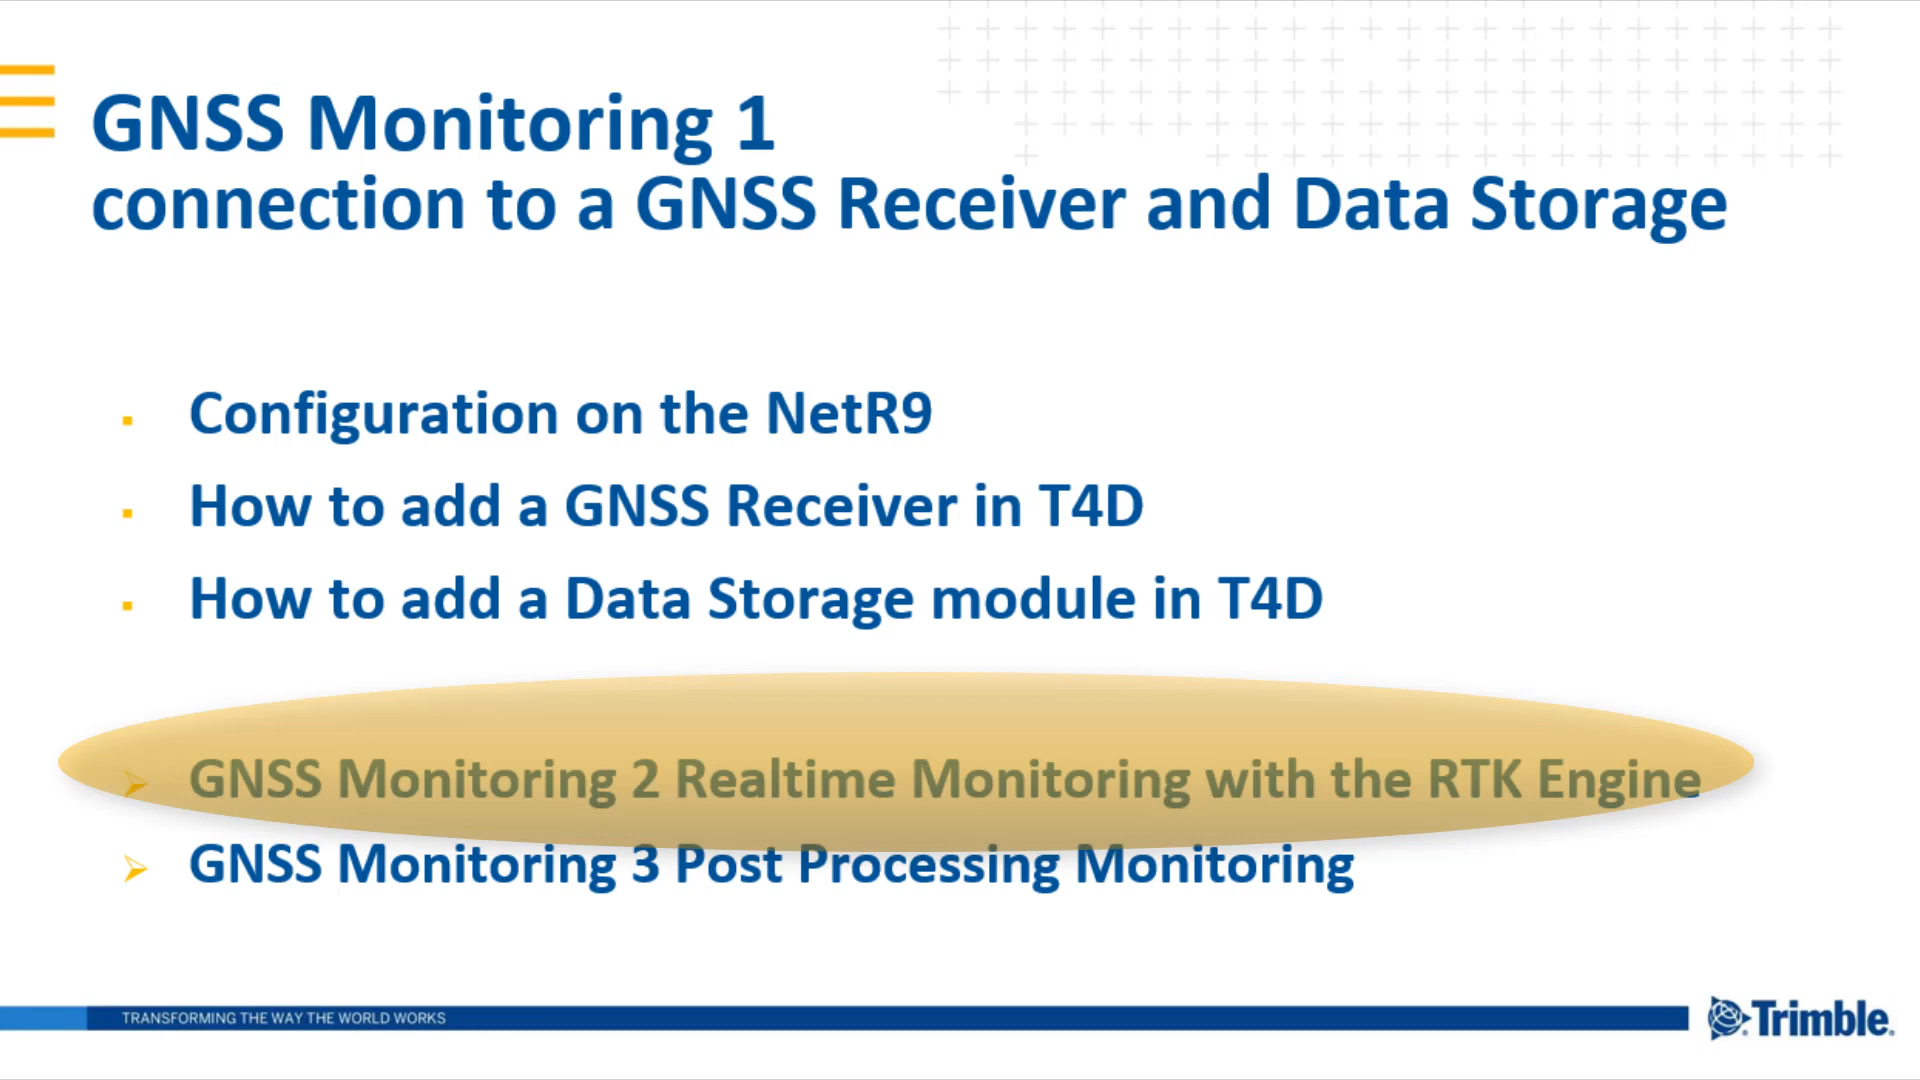 GNSS Monitoring 1
connection to a GNSS Receiver and Data Storage
Configuration on the NetR9
How to add a GNSS Receiver in T4D
How to add a Data Storage module in T4D
GNSS Monitoring 2 Realtime Monitoring with the RTK Engine
GNSS Monitoring 3 Post Processing Monitoring
TRANSFORMING THE WAY THE WORLD WORKS
Trimble.